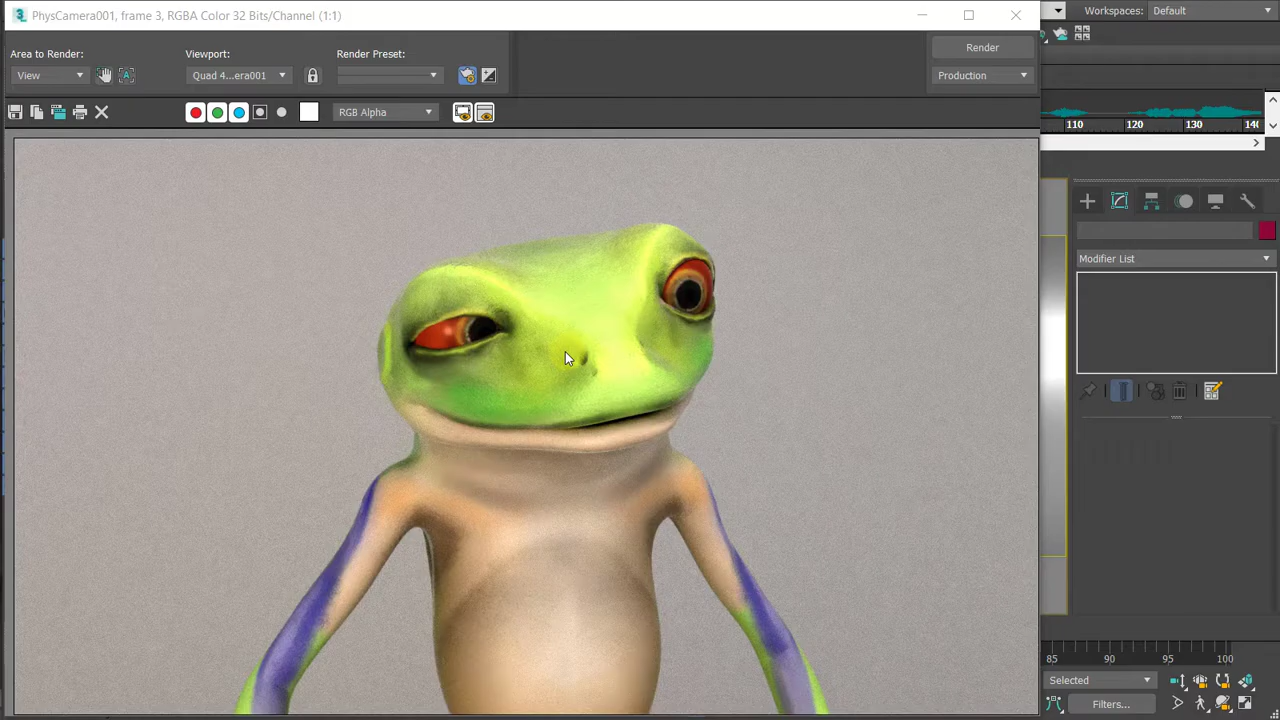 PhysCamera001, frame 3, RGBA Color 32 Bits/Channel (1:1)
Workspaces: Default
Area to Render:
Viewport:
Render Preset:
Render
View
Quad 4...era001
Production
RGB Alpha
110 120 130 140
Modifier List
85 90 95 100
Selected
Filters...